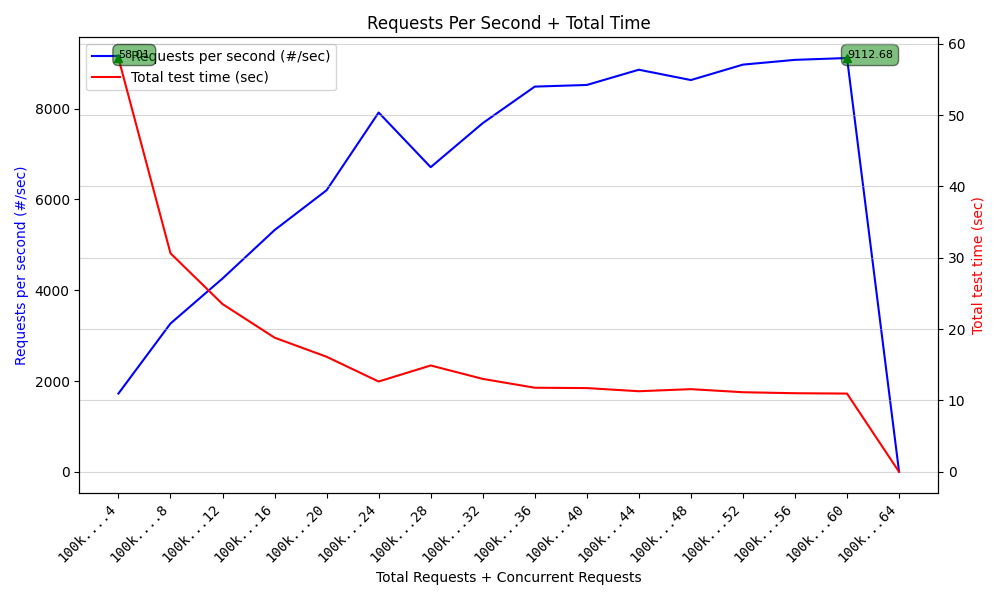 Requests Per Second + Total Time
Requests per second (#/sec)
Total test time (sec)
58.01
9112.68
Requests per second (#/sec)
8000
6000
4000
2000
0
60
50
40
30
20
10
0
Total test time (sec)
100k....4
100k....8
100k...12
100k...16
100k...20
100k...24
100k...28
100k...32
100k...36
100k...40
100k...44
100k...48
100k...52
100k...56
100k...60
100k...64
Total Requests + Concurrent Requests